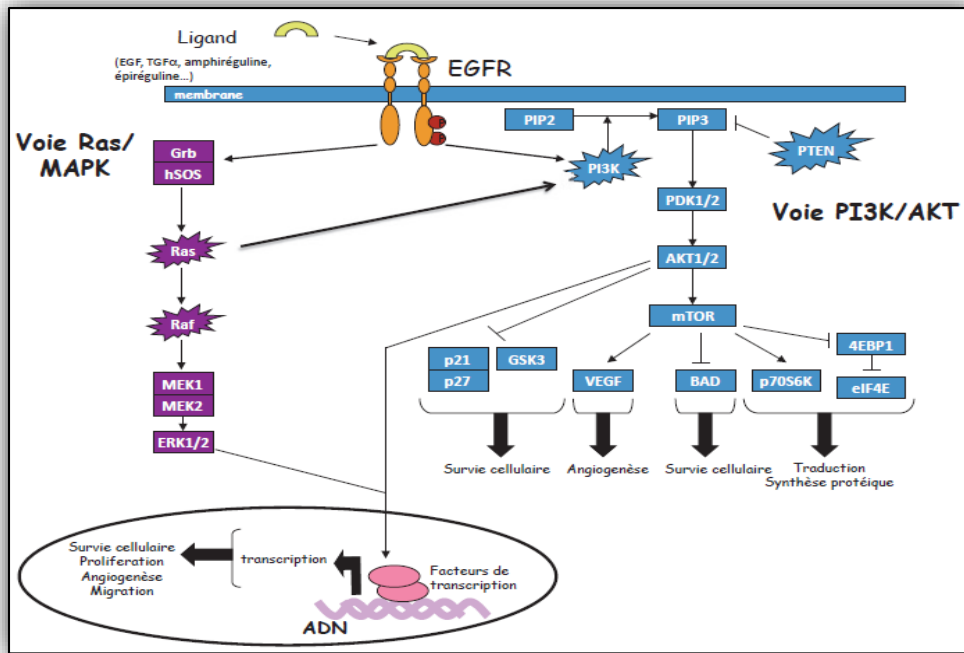 Ligand
(EGF, TGFα, amphiréguline,
épiréguline...)
EGFR
membrane
Voie Ras/
MAPK
Grb
hSOS
Ras
Raf
MEK1
MEK2
ERK1/2
PIP2
PIP3
PI3K
PTEN
PDK1/2
Voie PI3K/AKT
AKT1/2
mTOR
p21
p27
GSK3
VEGF
BAD
p70S6K
4EBP1
eIF4E
Survie cellulaire
Angiogenèse
Survie cellulaire
Traduction
Synthèse protéique
Survie cellulaire
Proliferation
Angiogenèse
Migration
transcription
Facteurs de
transcription
ADN